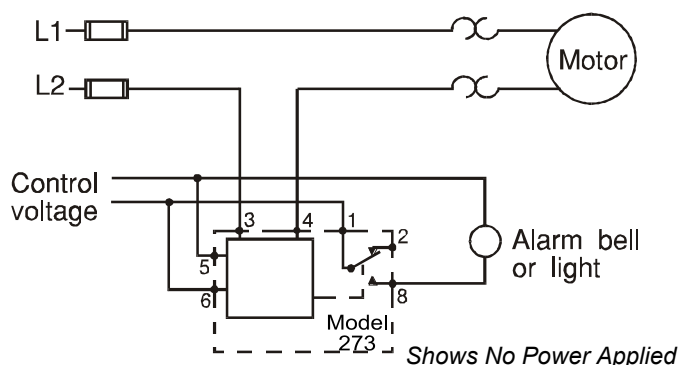 L1
Motor
L2
Control
voltage
3
4
1
2
5
Alarm bell
or light
6
8
Model
273
Shows No Power Applied